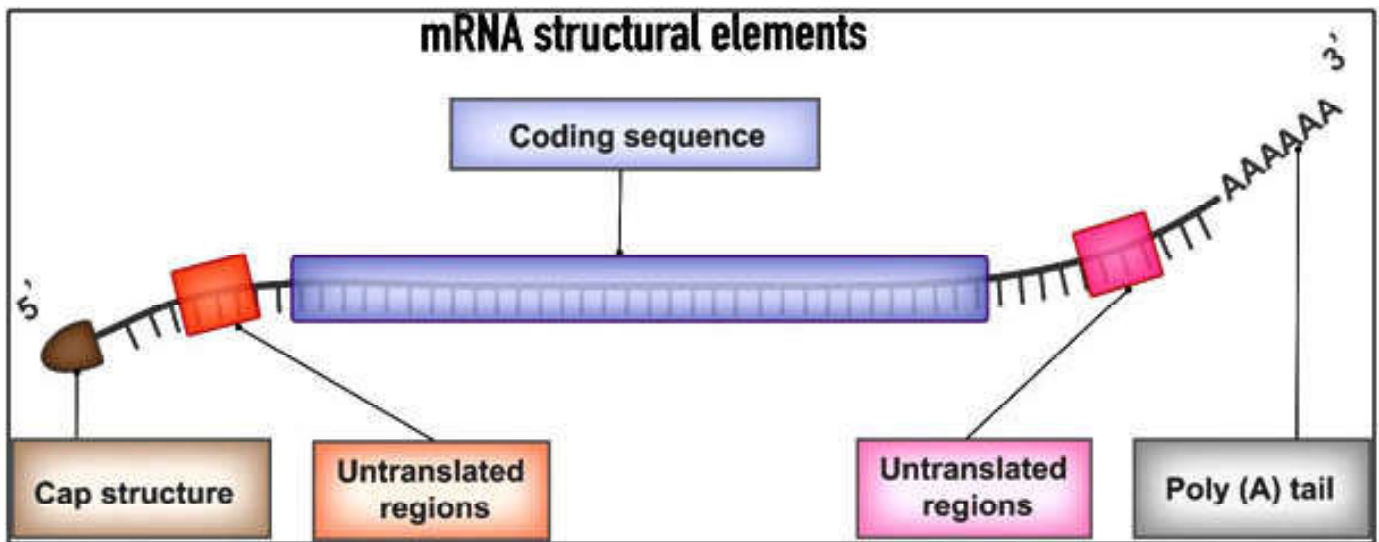 mRNA structural elements
3`
AAAAAA
Coding sequence
5`
Cap structure
Untranslated
regions
Untranslated
regions
Poly (A) tail